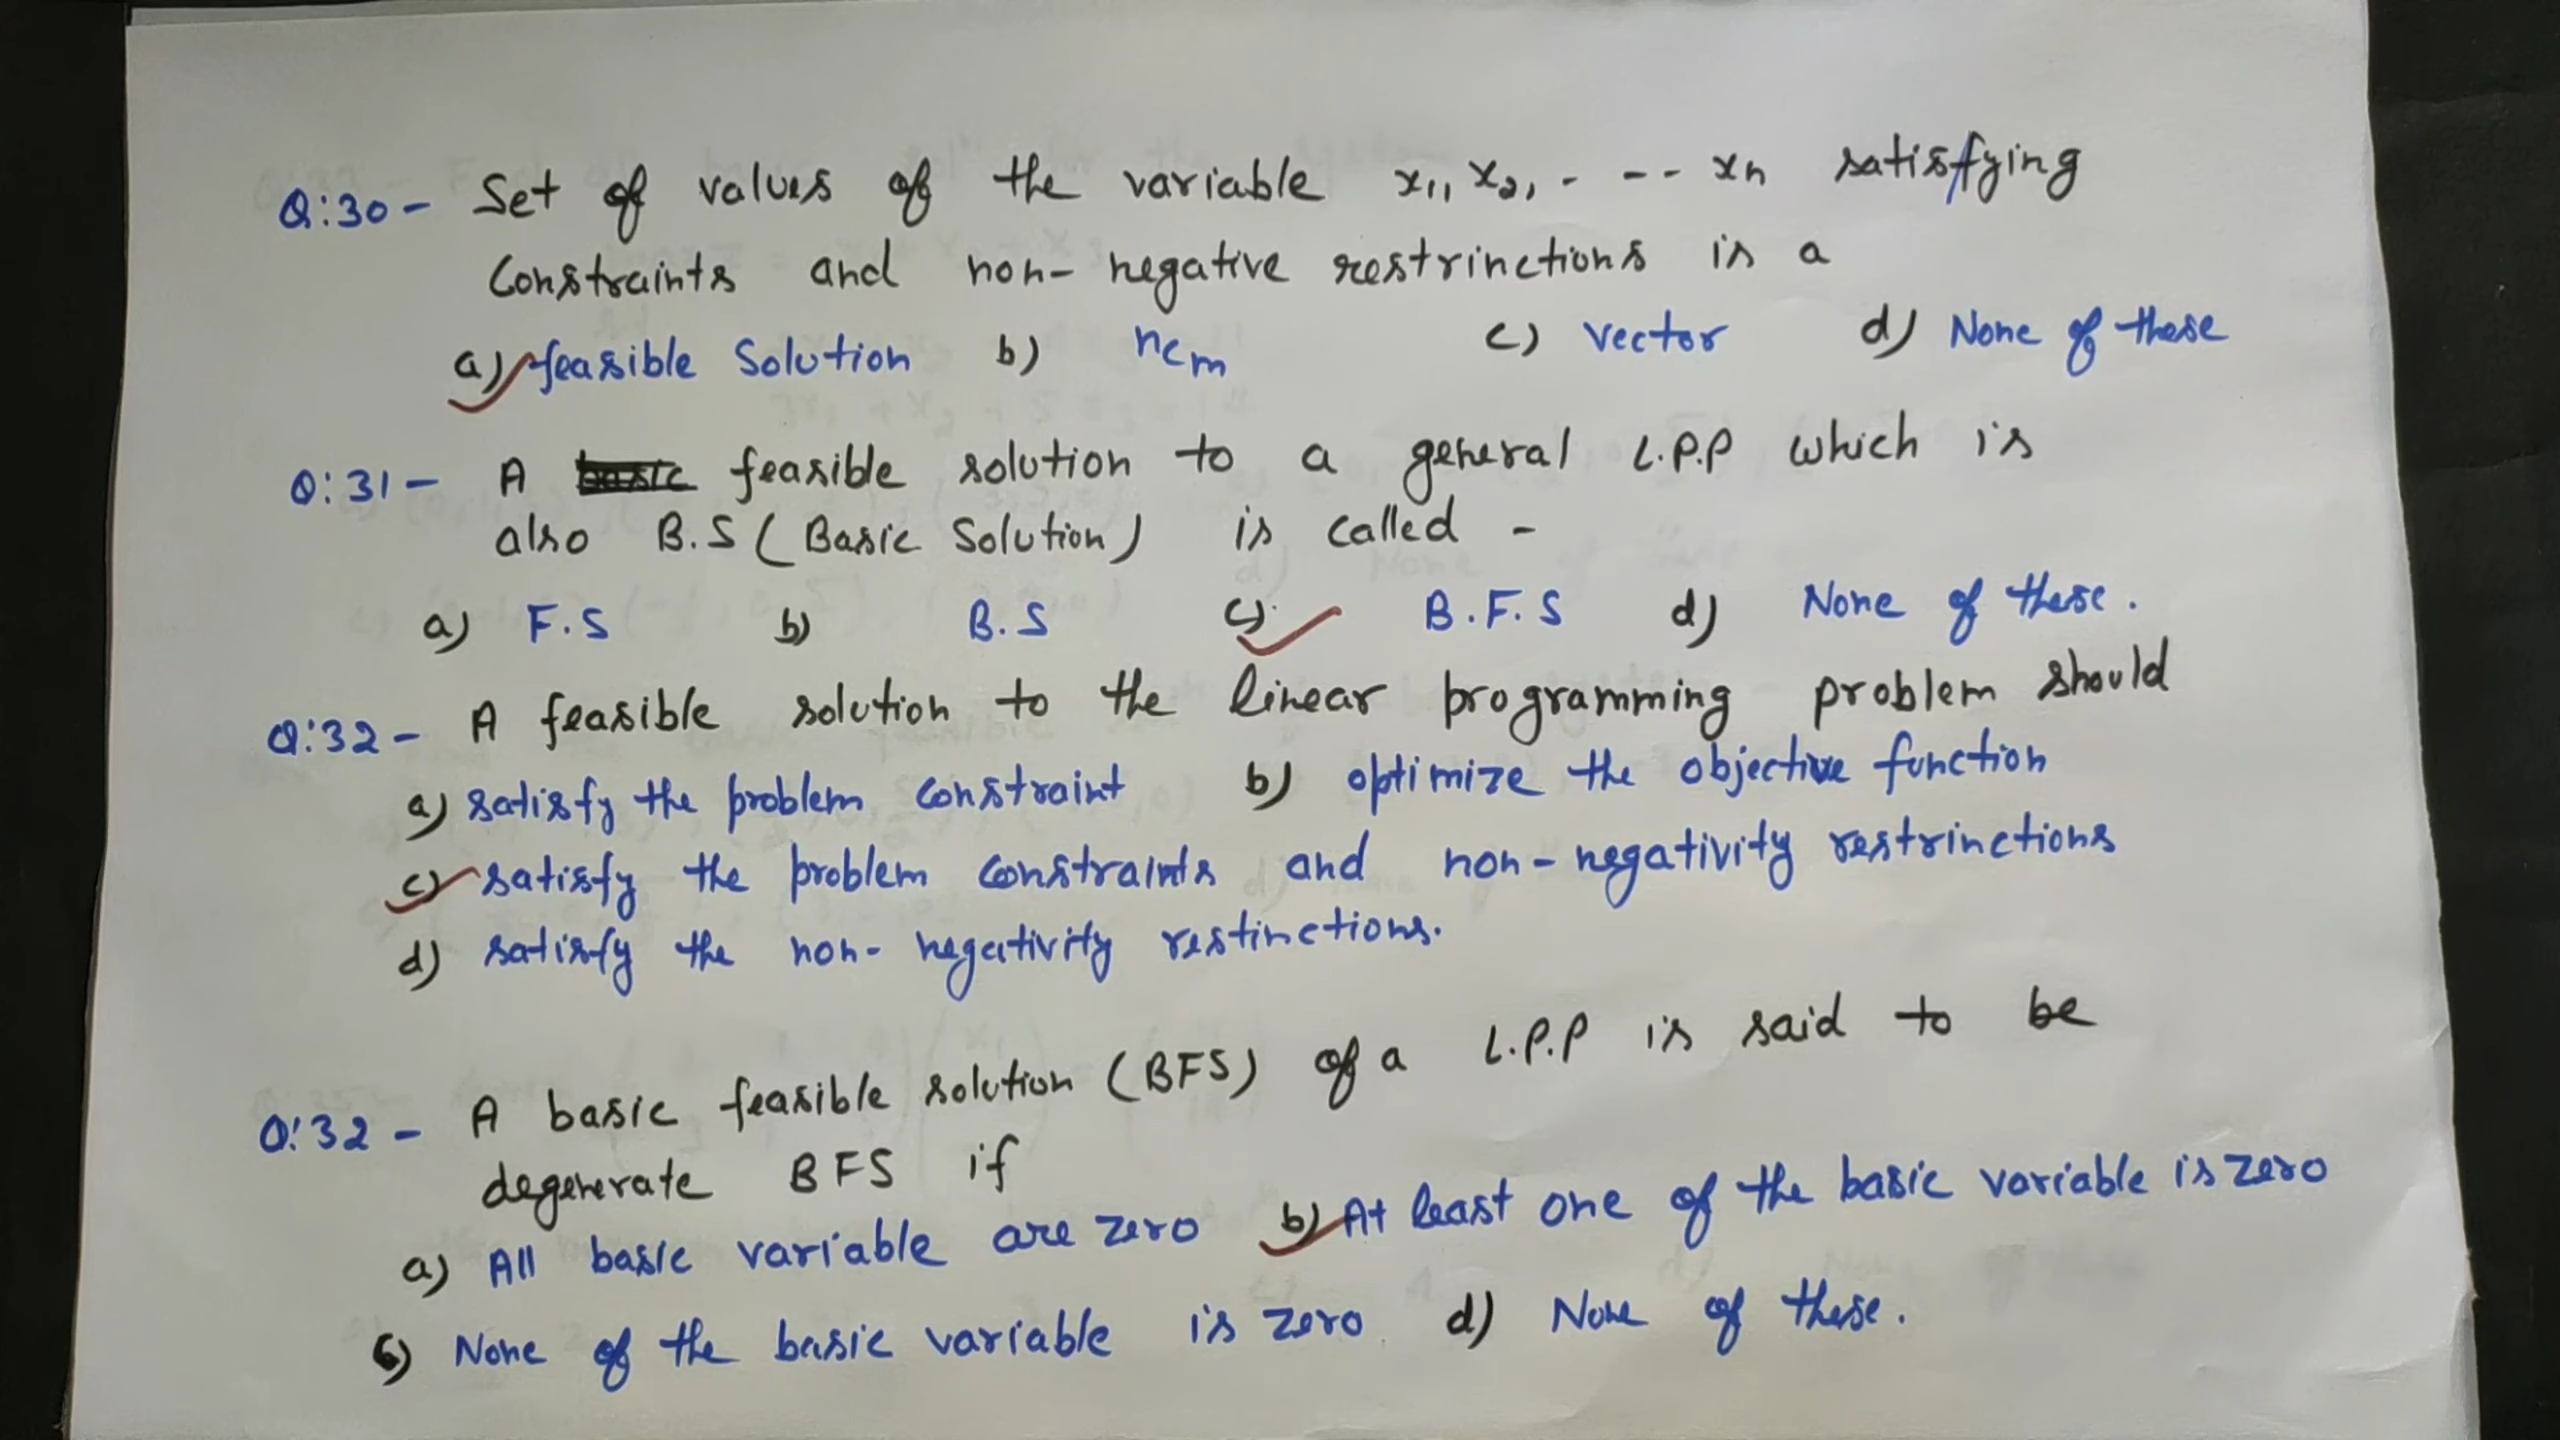 Q:30- Set of values of the variable x₁, x₂, - - - xn satisfying
Constraints and non-negative restrinctions is a
a) feasible Solution b) ncm c) vector d) None of these
Q:31- A basic feasible solution to a general L.P.P which is
also B.S (Basic Solution) is called -
a) F.S b) B.S c) B.F.S d) None of these.
Q:32- A feasible solution to the linear programming problem should
a) satisfy the problem constraint b) optimize the objective function
c) satisfy the problem constraints and non-negativity restrinctions
d) satisfy the non-negativity restinctions.
Q:32- A basic feasible solution (BFS) of a L.P.P is said to be
degenerate BFS if
a) All basic variable are zero b) At least one of the basic variable is zero
c) None of the basic variable is zero d) None of these.